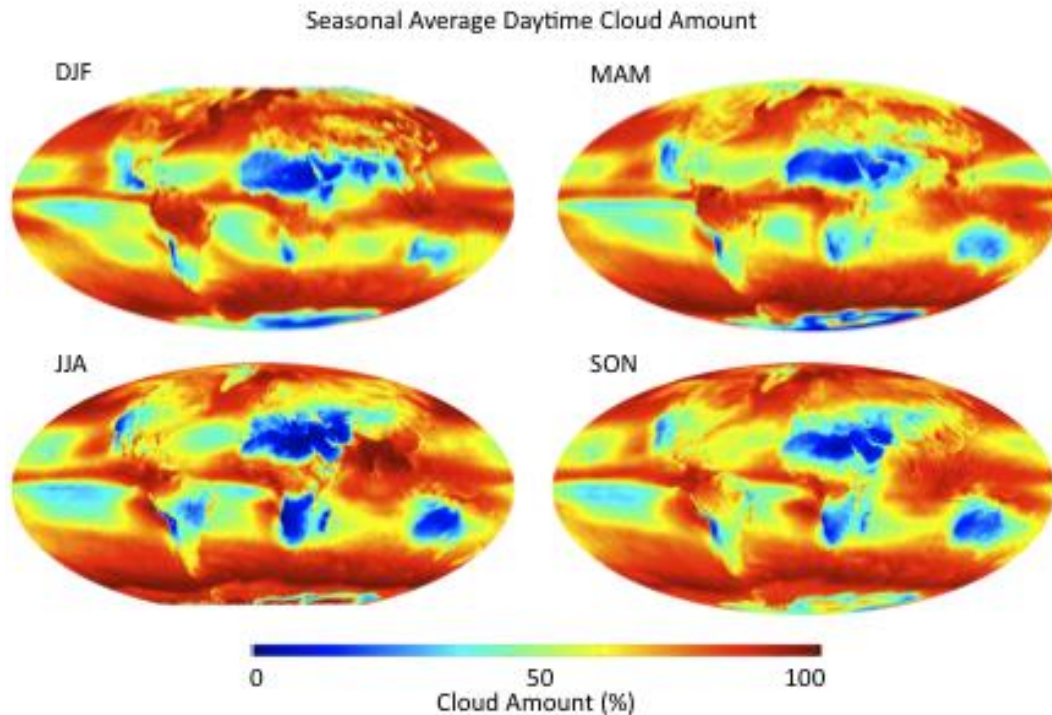 Seasonal Average Daytime Cloud Amount
DJF
MAM
JJA
SON
0
50
100
Cloud Amount (%)